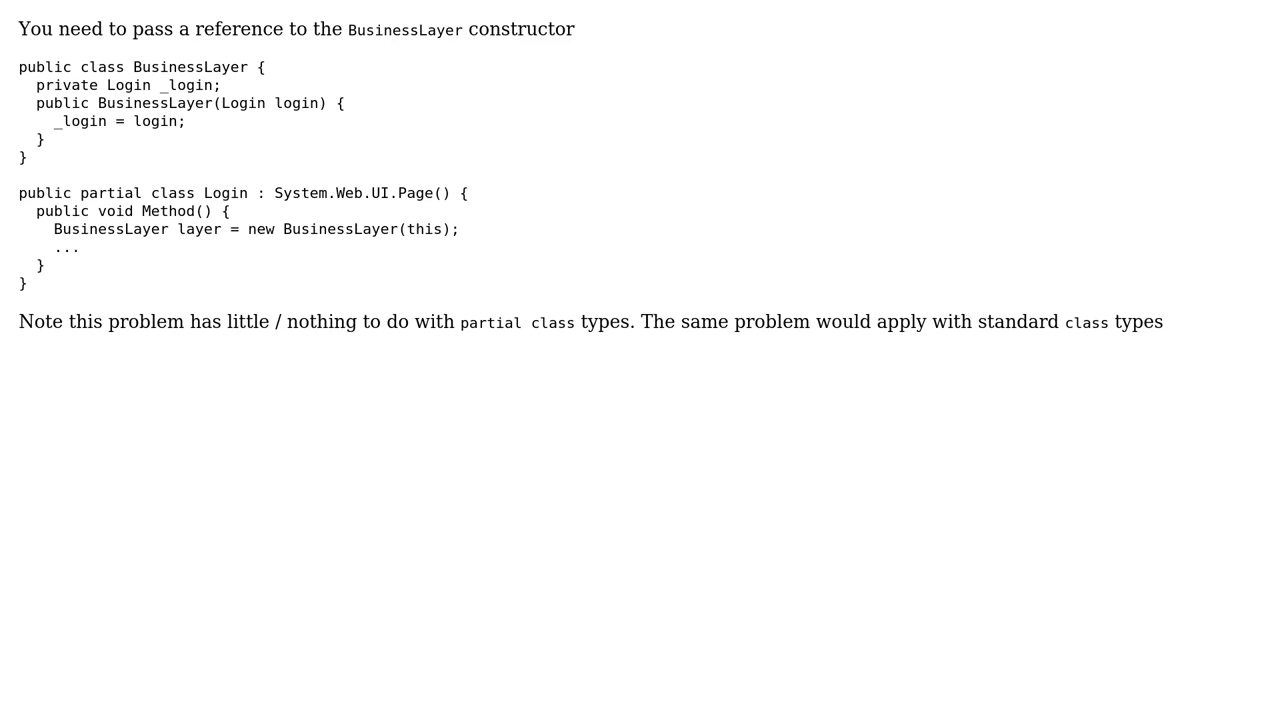 You need to pass a reference to the BusinessLayer constructor
public class BusinessLayer {
  private Login _login;
  public BusinessLayer(Login login) {
    _login = login;
  }
}
public partial class Login : System.Web.UI.Page() {
  public void Method() {
    BusinessLayer layer = new BusinessLayer(this);
    ...
  }
}
Note this problem has little / nothing to do with partial class types. The same problem would apply with standard class types